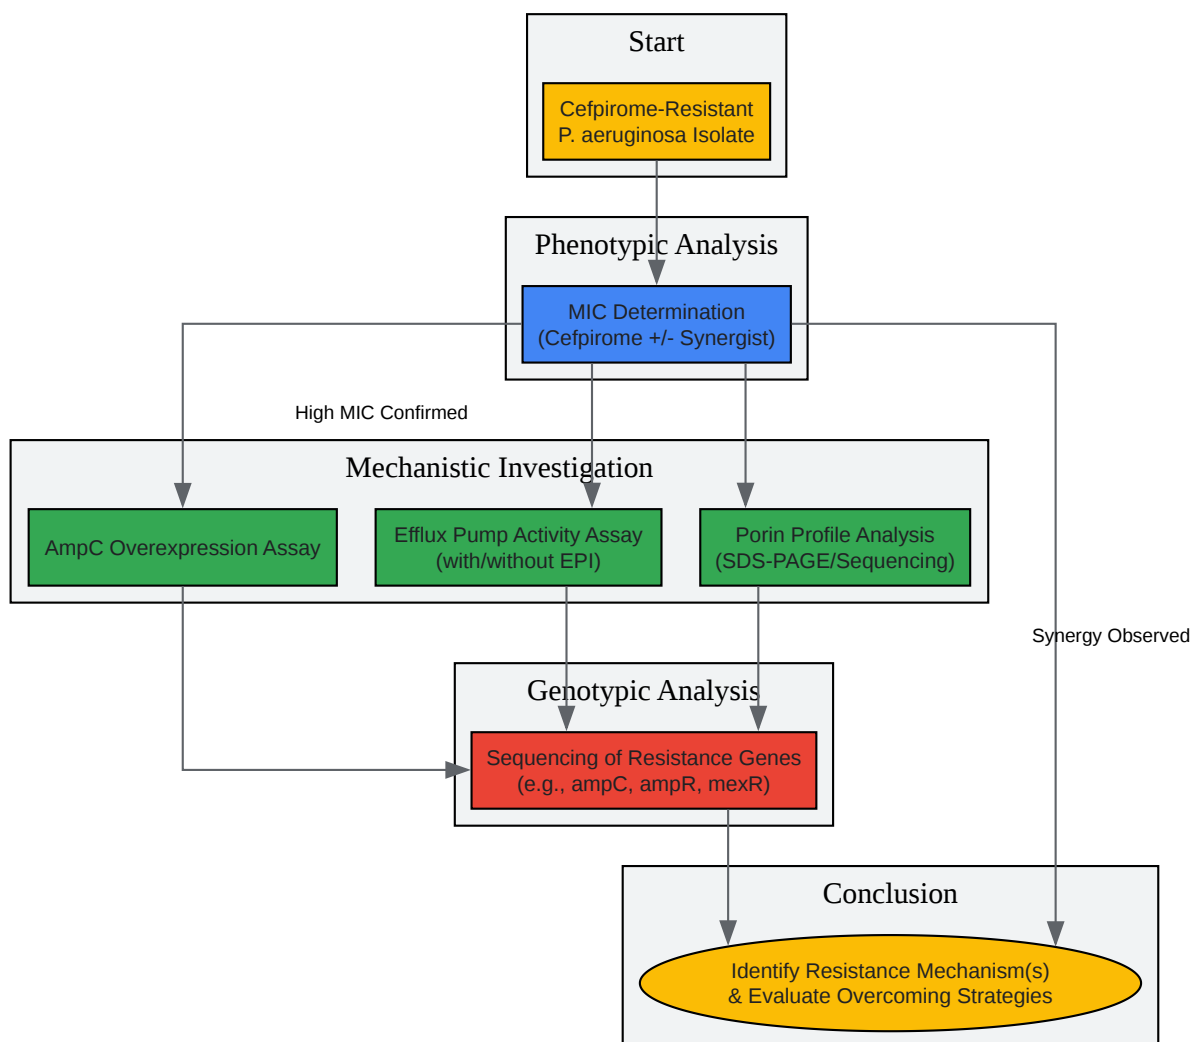 Start
Cefpirome-Resistant
P. aeruginosa Isolate
Phenotypic Analysis
MIC Determination
(Cefpirome +/- Synergist)
High MIC Confirmed
Mechanistic Investigation
AmpC Overexpression Assay
Efflux Pump Activity Assay
(with/without EPI)
Porin Profile Analysis
(SDS-PAGE/Sequencing)
Synergy Observed
Genotypic Analysis
Sequencing of Resistance Genes
(e.g., ampC, ampR, mexR)
Conclusion
Identify Resistance Mechanism(s)
& Evaluate Overcoming Strategies